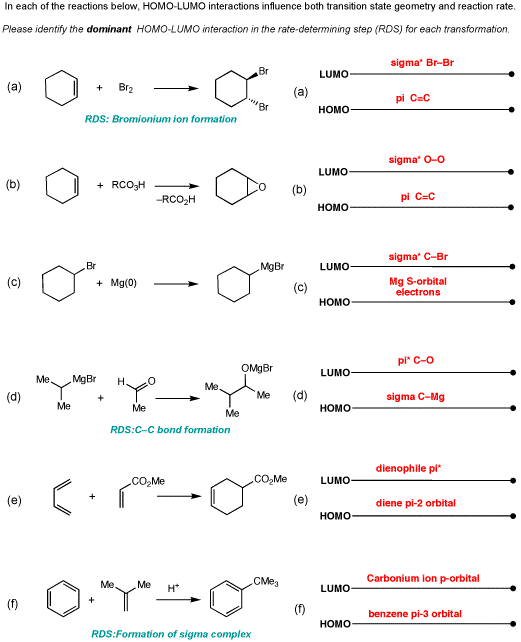 In each of the reactions below, HOMO-LUMO interactions influence both transition state geometry and reaction rate.
Please identify the dominant HOMO-LUMO interaction in the rate-determining step (RDS) for each transformation.
(a) + Br2 Br Br (a) LUMO sigma* Br–Br
HOMO pi C=C
RDS: Bromionium ion formation
(b) + RCO3H –RCO2H O (b) LUMO sigma* O–O
HOMO pi C=C
(c) Br + Mg(0) MgBr (c) LUMO sigma* C–Br
HOMO Mg S-orbital
electrons
(d) Me MgBr Me + H O Me OMgBr Me Me Me (d) LUMO pi* C–O
HOMO sigma C–Mg
RDS:C–C bond formation
(e) + CO2Me CO2Me (e) LUMO dienophile pi*
HOMO diene pi-2 orbital
(f) + Me Me H+ CMe3 (f) LUMO Carbonium ion p-orbital
HOMO benzene pi-3 orbital
RDS:Formation of sigma complex